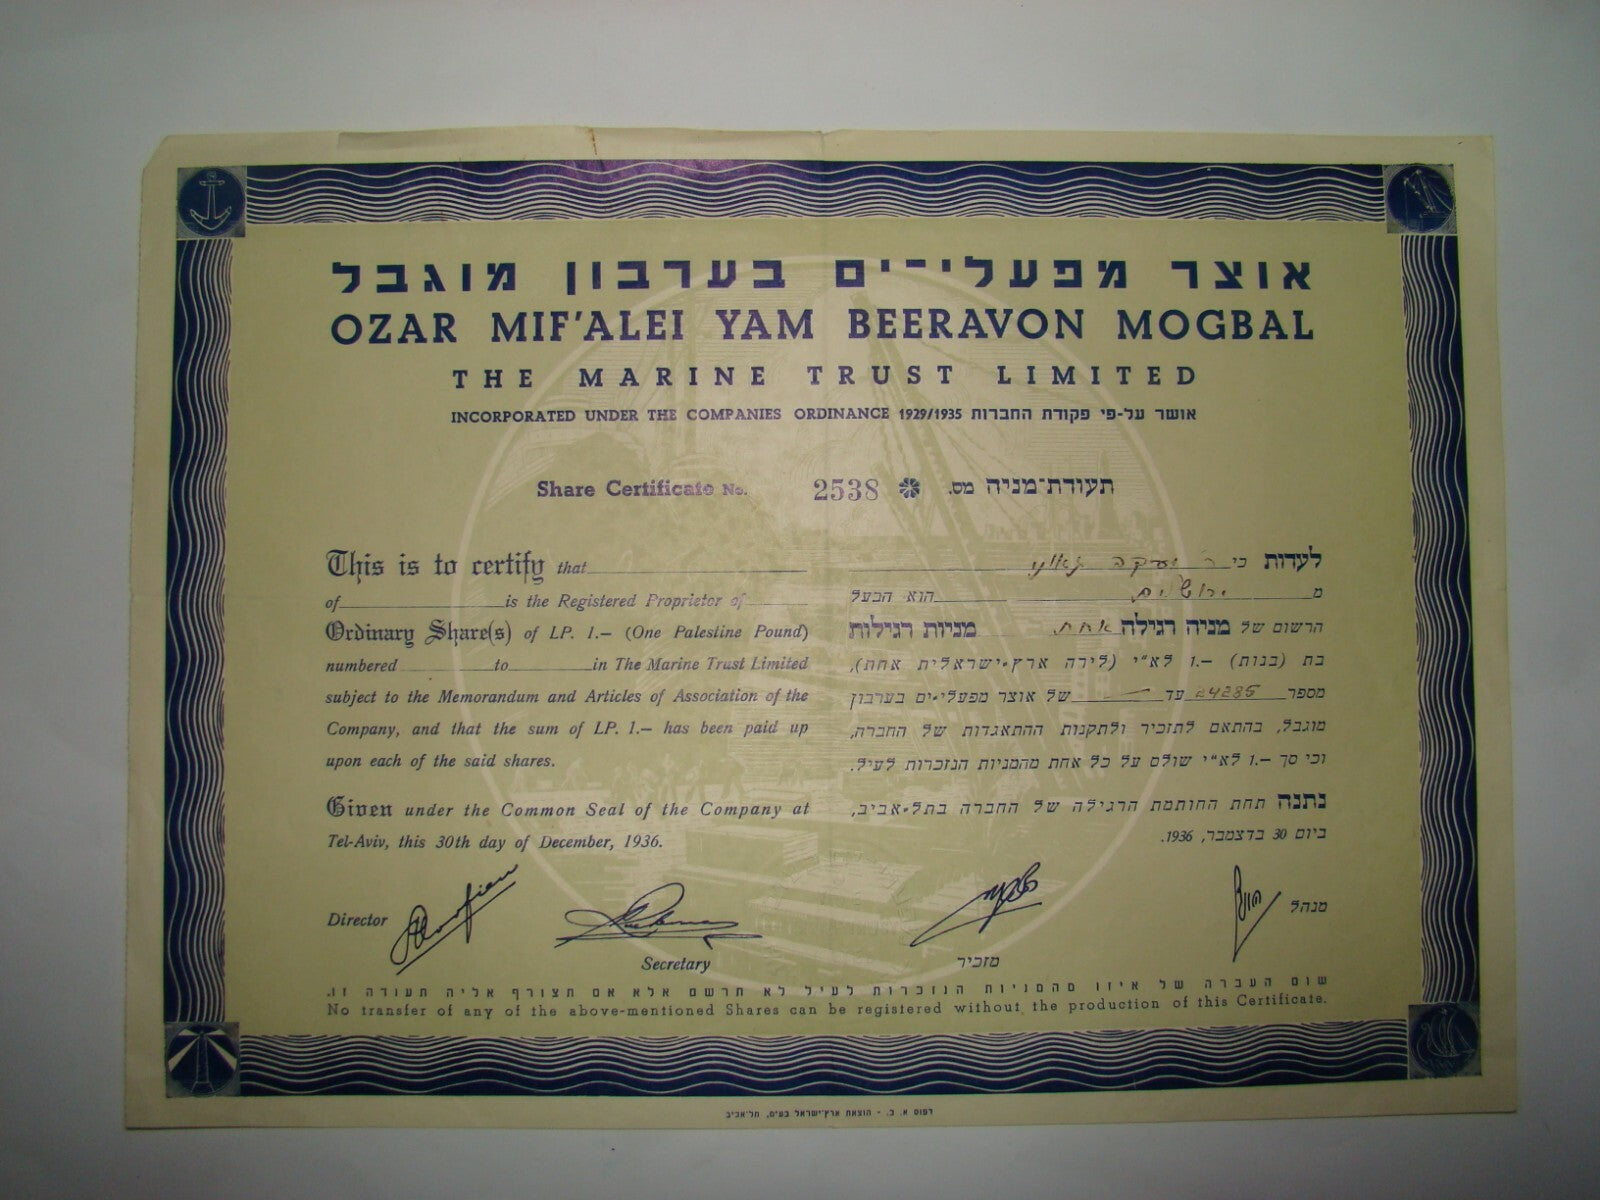 אוצר מפעלי־ים בערבון מוגבל
OZAR MIF'ALEI YAM BEERAVON MOGBAL
THE MARINE TRUST LIMITED
INCORPORATED UNDER THE COMPANIES ORDINANCE 1929/1935 אושר על-פי פקודת החברות
Share Certificate No. 2538 תעודת־מניה מס.
This is to certify that
of is the Registered Proprietor of
Ordinary Share(s) of LP. 1.— (One Palestine Pound)
numbered to in The Marine Trust Limited
subject to the Memorandum and Articles of Association of the
Company, and that the sum of LP. 1.— has been paid up
upon each of the said shares.
Given under the Common Seal of the Company at
Tel-Aviv, this 30th day of December, 1936.
לעדות כי
מ ירושלים הוא הבעל
הרשום של מניה רגילה אחת מניות רגילות
בת (בנות) –.1 לא"י (לירה ארץ־ישראלית אחת),
מספר 24285 עד של אוצר מפעלי־ים בערבון
מוגבל, בהתאם לתזכיר ולתקנות ההתאגדות של החברה,
וכי סך –.1 לא"י שולם על כל אחת מהמניות הנזכרות לעיל.
נתנה תחת החותמת הרגילה של החברה בתל־אביב,
ביום 30 בדצמבר, 1936.
Director
Secretary
מזכיר
מנהל
שום העברה של איזו מהמניות הנזכרות לעיל לא תרשם אלא אם תצורף אליה תעודה זו.
No transfer of any of the above-mentioned Shares can be registered without the production of this Certificate.
דפוס א. ב. - הוצאת ארץ־ישראל בע"מ, תל־אביב